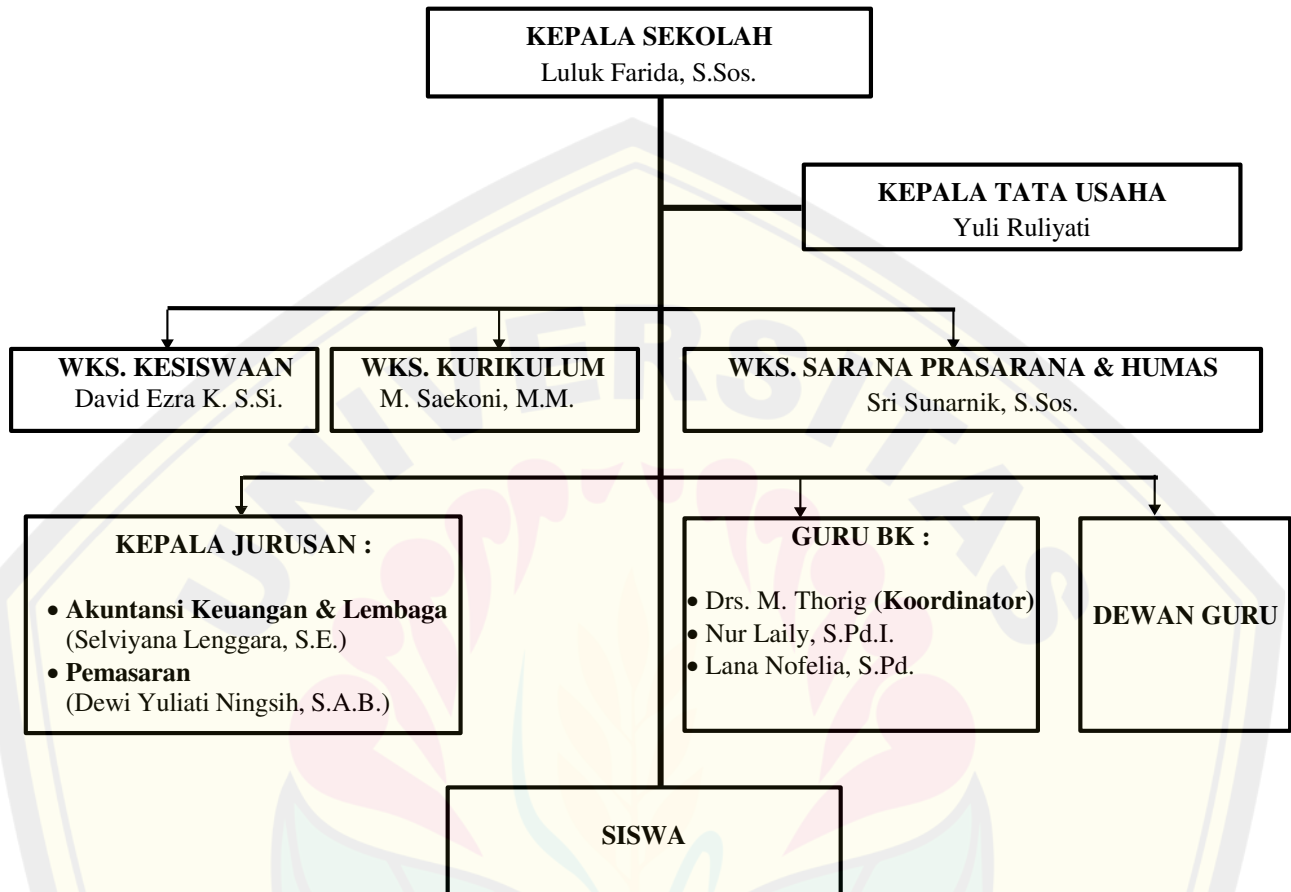 KEPALA SEKOLAH
Luluk Farida, S.Sos.
KEPALA TATA USAHA
Yuli Ruliyati
WKS. KESISWAAN
David Ezra K. S.Si.
WKS. KURIKULUM
M. Saekoni, M.M.
WKS. SARANA PRASARANA & HUMAS
Sri Sunarnik, S.Sos.
KEPALA JURUSAN :
• Akuntansi Keuangan & Lembaga
(Selviyana Lenggara, S.E.)
• Pemasaran
(Dewi Yuliati Ningsih, S.A.B.)
GURU BK :
• Drs. M. Thorig (Koordinator)
• Nur Laily, S.Pd.I.
• Lana Nofelia, S.Pd.
DEWAN GURU
SISWA
UNIVERSITAS